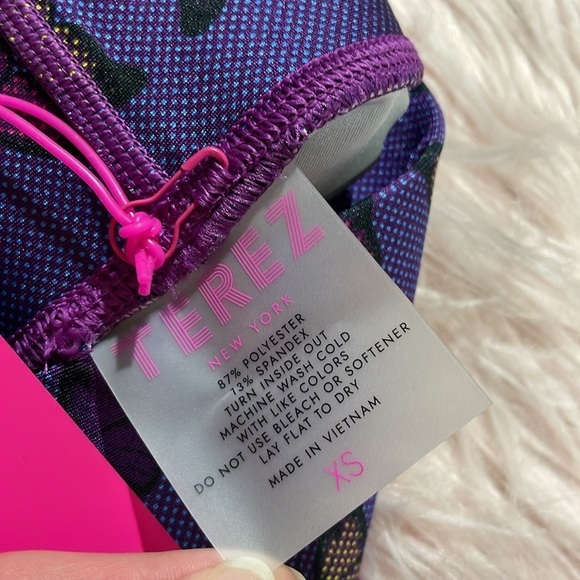 TEREZ
NEW YORK
87% POLYESTER
13% SPANDEX
TURN INSIDE OUT
MACHINE WASH COLD
WITH LIKE COLORS
DO NOT USE BLEACH OR SOFTENER
LAY FLAT TO DRY
MADE IN VIETNAM
XS